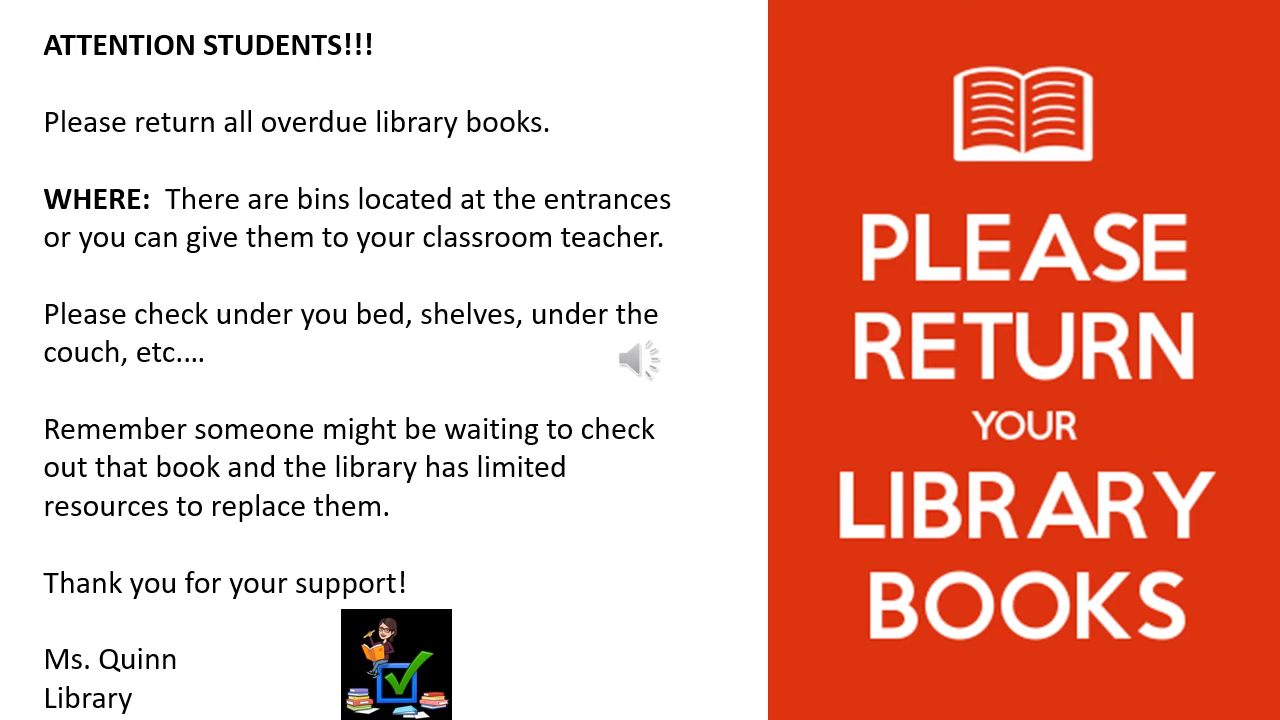 ATTENTION STUDENTS!!!
Please return all overdue library books.
WHERE:  There are bins located at the entrances
or you can give them to your classroom teacher.
Please check under you bed, shelves, under the
couch, etc.…
Remember someone might be waiting to check
out that book and the library has limited
resources to replace them.
Thank you for your support!
Ms. Quinn
Library
PLEASE
RETURN
YOUR
LIBRARY
BOOKS